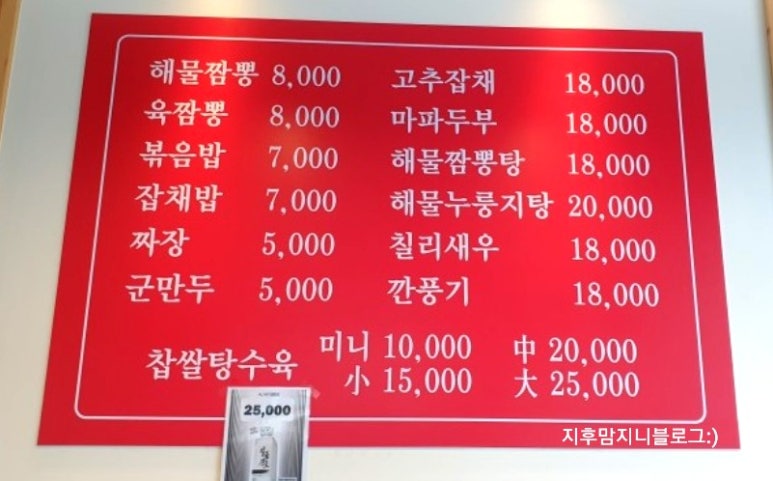 해물짬뽕 8,000
육짬뽕 8,000
볶음밥 7,000
잡채밥 7,000
짜장 5,000
군만두 5,000
고추잡채 18,000
마파두부 18,000
해물짬뽕탕 18,000
해물누룽지탕 20,000
칠리새우 18,000
깐풍기 18,000
찹쌀탕수육
미니 10,000 中 20,000
小 15,000 大 25,000
25,000
지후맘지니블로그:)